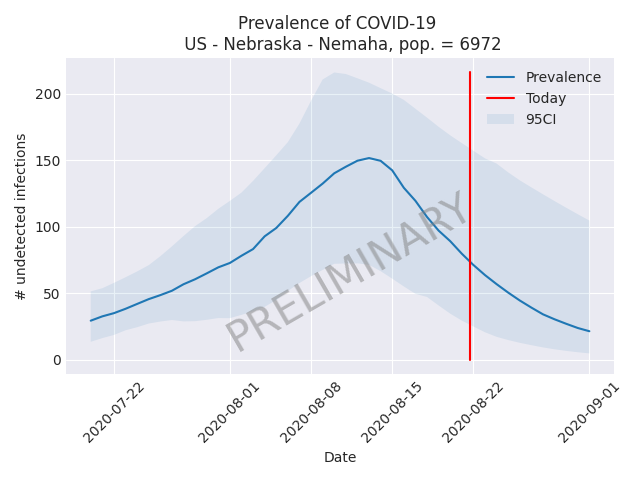 Prevalence of COVID-19
US - Nebraska - Nemaha, pop. = 6972
Prevalence
Today
95CI
200
150
100
50
0
# undetected infections
PRELIMINARY
2020-07-22
2020-08-01
2020-08-08
2020-08-15
2020-08-22
2020-09-01
Date